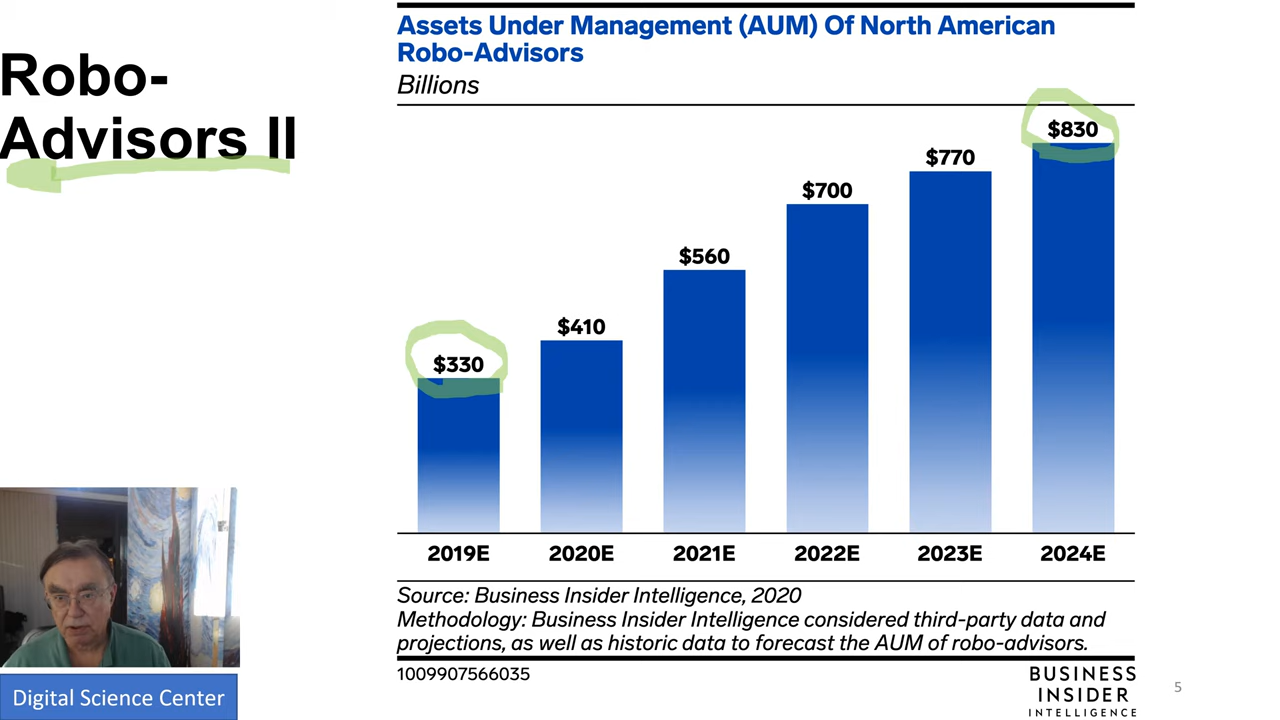 Robo-
Advisors II
Assets Under Management (AUM) Of North American
Robo-Advisors
Billions
$330
$410
$560
$700
$770
$830
2019E
2020E
2021E
2022E
2023E
2024E
Source: Business Insider Intelligence, 2020
Methodology: Business Insider Intelligence considered third-party data and
projections, as well as historic data to forecast the AUM of robo-advisors.
1009907566035
BUSINESS
INSIDER
INTELLIGENCE
5
Digital Science Center